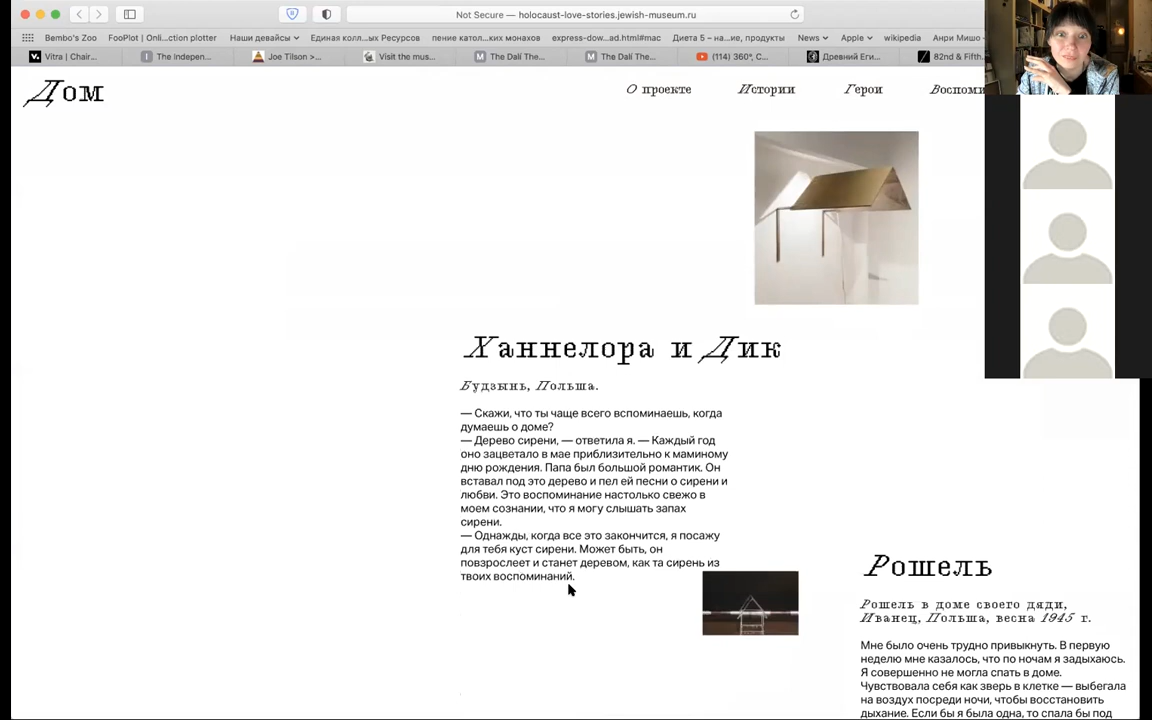 Not Secure — holocaust-love-stories.jewish-museum.ru
Bembo's Zoo FooPlot | Onli...ction plotter Наши девайсы Единая колл...ых Ресурсов пение катол...ких монахов express-dow...ad.html#mac Диета 5 – на...ие, продукты News Apple wikipedia Анри Мишо
Vitra | Chair... The Indepen... Joe Tilson >... Visit the mus... The Dalí The... The Dalí The... (114) 360°, C... Древний Еги... 82nd & Fifth
Дом
О проекте Истории Герои Воспоми
Ханнелора и Дик
Будзынь, Польша.
— Скажи, что ты чаще всего вспоминаешь, когда
думаешь о доме?
— Дерево сирени, — ответила я. — Каждый год
оно зацветало в мае приблизительно к маминому
дню рождения. Папа был большой романтик. Он
вставал под это дерево и пел ей песни о сирени и
любви. Это воспоминание настолько свежо в
моем сознании, что я могу слышать запах
сирени.
— Однажды, когда все это закончится, я посажу
для тебя куст сирени. Может быть, он
повзрослеет и станет деревом, как та сирень из
твоих воспоминаний.
Рошель
Рошель в доме своего дяди,
Иванец, Польша, весна 1945 г.
Мне было очень трудно привыкнуть. В первую
неделю мне казалось, что по ночам я задыхаюсь.
Я совершенно не могла спать в доме.
Чувствовала себя как зверь в клетке — выбегала
на воздух посреди ночи, чтобы восстановить
дыхание. Если бы я была одна, то спала бы под